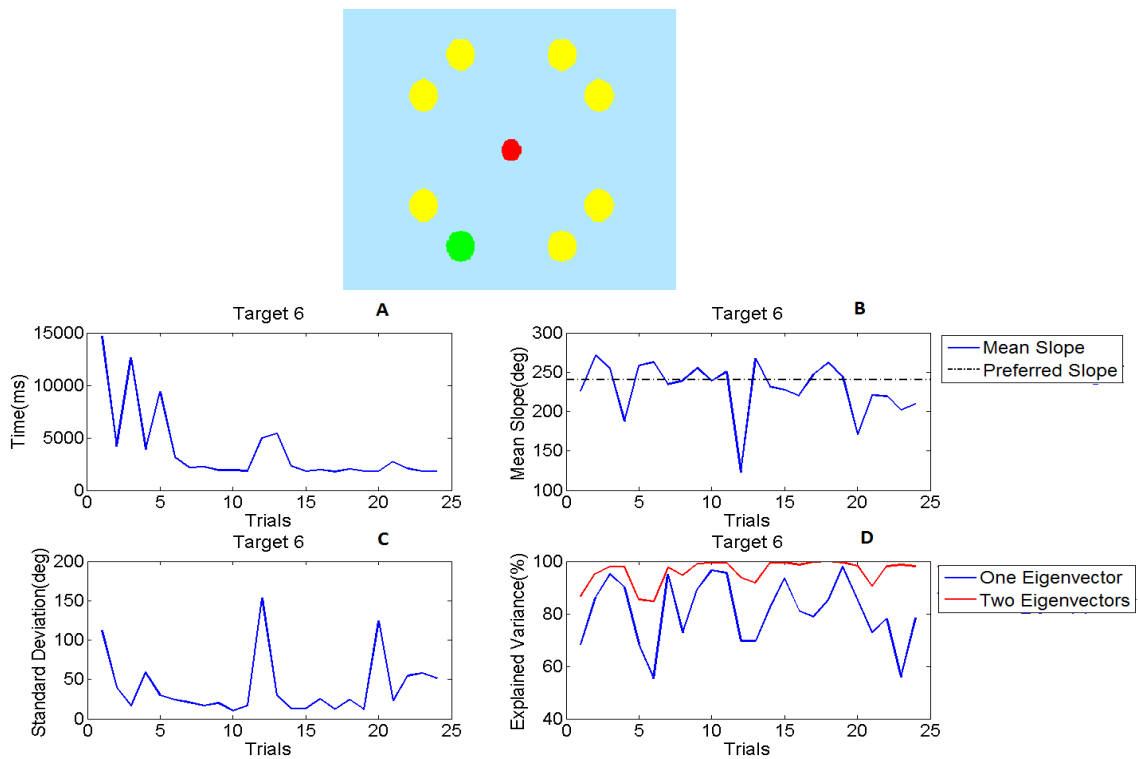 Target 6 A
15000
10000
5000
0
Time(ms)
0 5 10 15 20 25
Trials
Target 6 B
300
250
200
150
100
Mean Slope(deg)
0 5 10 15 20 25
Trials
Mean Slope
Preferred Slope
Target 6 C
200
150
100
50
0
Standard Deviation(deg)
0 5 10 15 20 25
Trials
Target 6 D
100
80
60
40
Explained Variance(%)
0 5 10 15 20 25
Trials
One Eigenvector
Two Eigenvectors